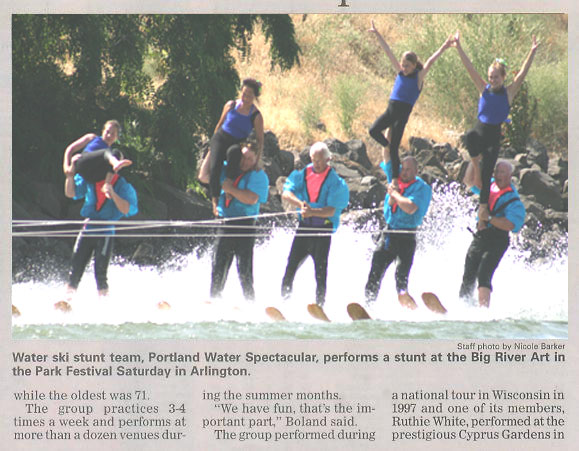 Staff photo by Nicole Barker
Water ski stunt team, Portland Water Spectacular, performs a stunt at the Big River Art in
the Park Festival Saturday in Arlington.
while the oldest was 71.
The group practices 3-4
times a week and performs at
more than a dozen venues dur-
ing the summer months.
"We have fun, that's the im-
portant part," Boland said.
The group performed during
a national tour in Wisconsin in
1997 and one of its members,
Ruthie White, performed at the
prestigious Cyprus Gardens in